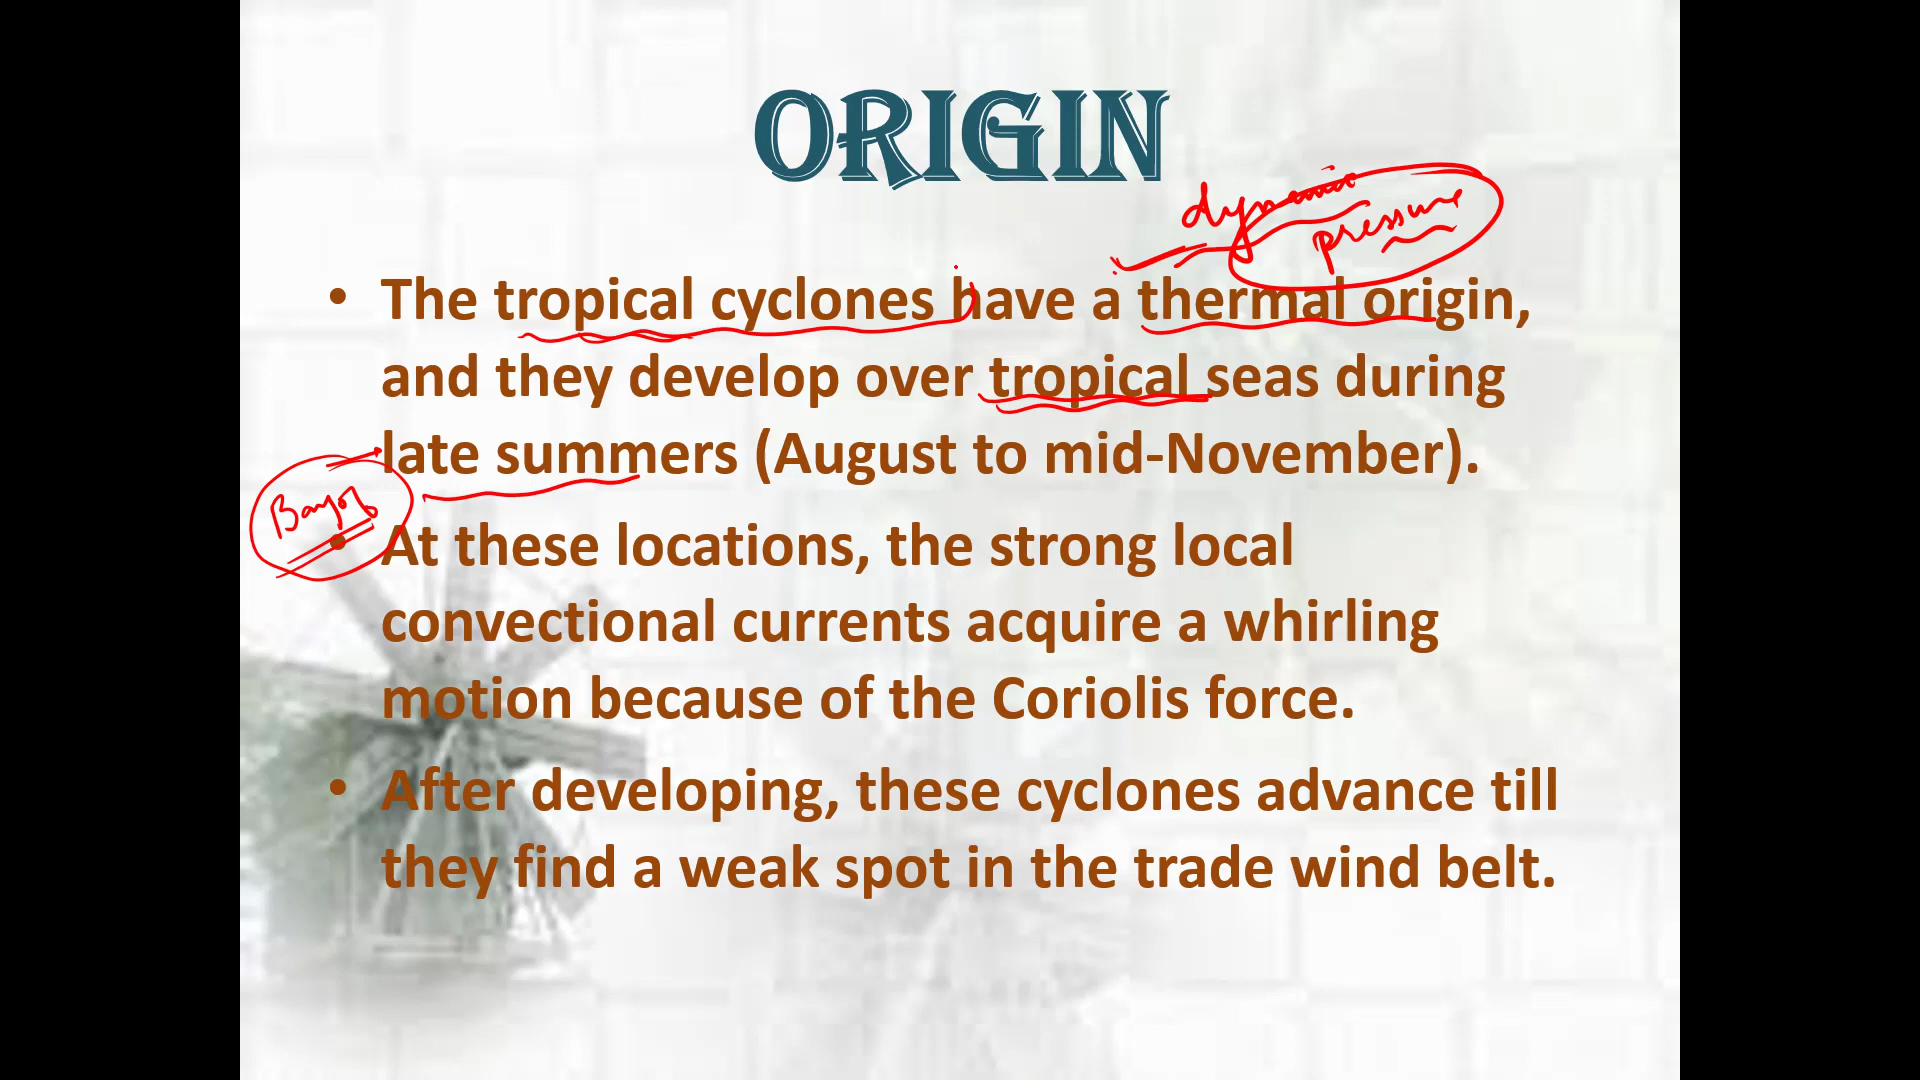 ORIGIN
dynamic
pressure
• The tropical cyclones have a thermal origin,
and they develop over tropical seas during
late summers (August to mid-November).
• At these locations, the strong local
convectional currents acquire a whirling
motion because of the Coriolis force.
• After developing, these cyclones advance till
they find a weak spot in the trade wind belt.